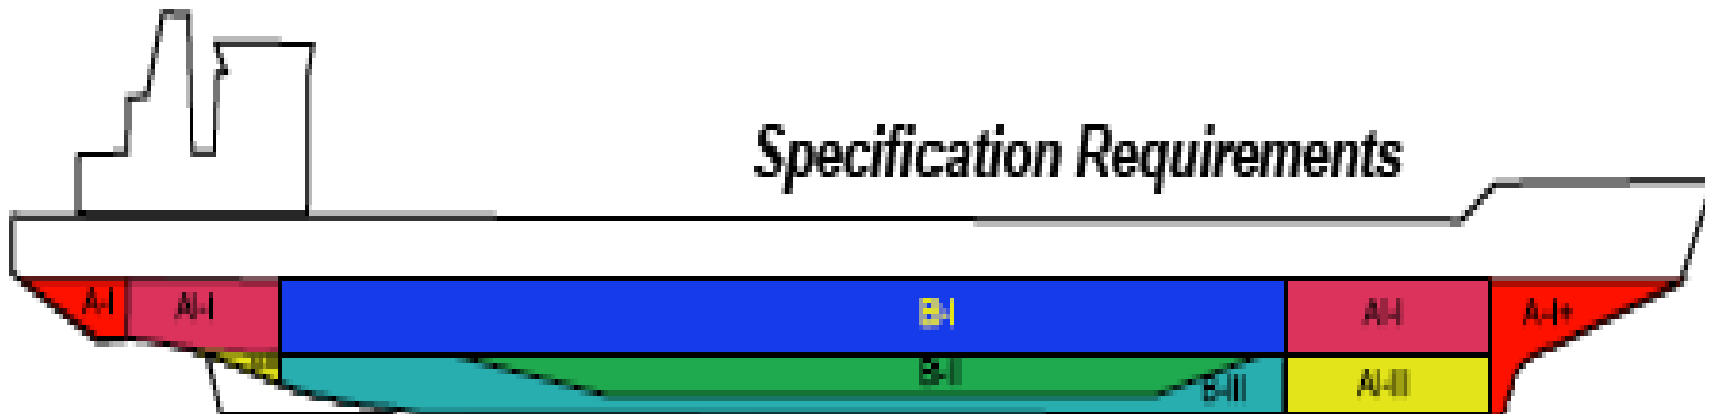 Specification Requirements
A-I
AI-I
B-I
AI-I
A-I+
B-II
B-III
AI-III